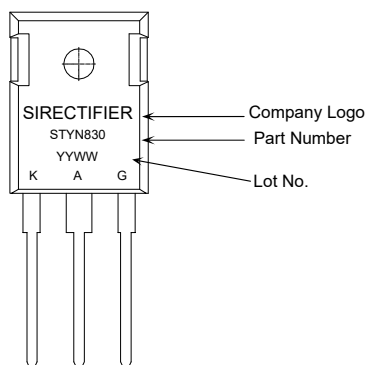 SIRECTIFIER
Company Logo
STYN830
Part Number
YYWW
Lot No.
K A G